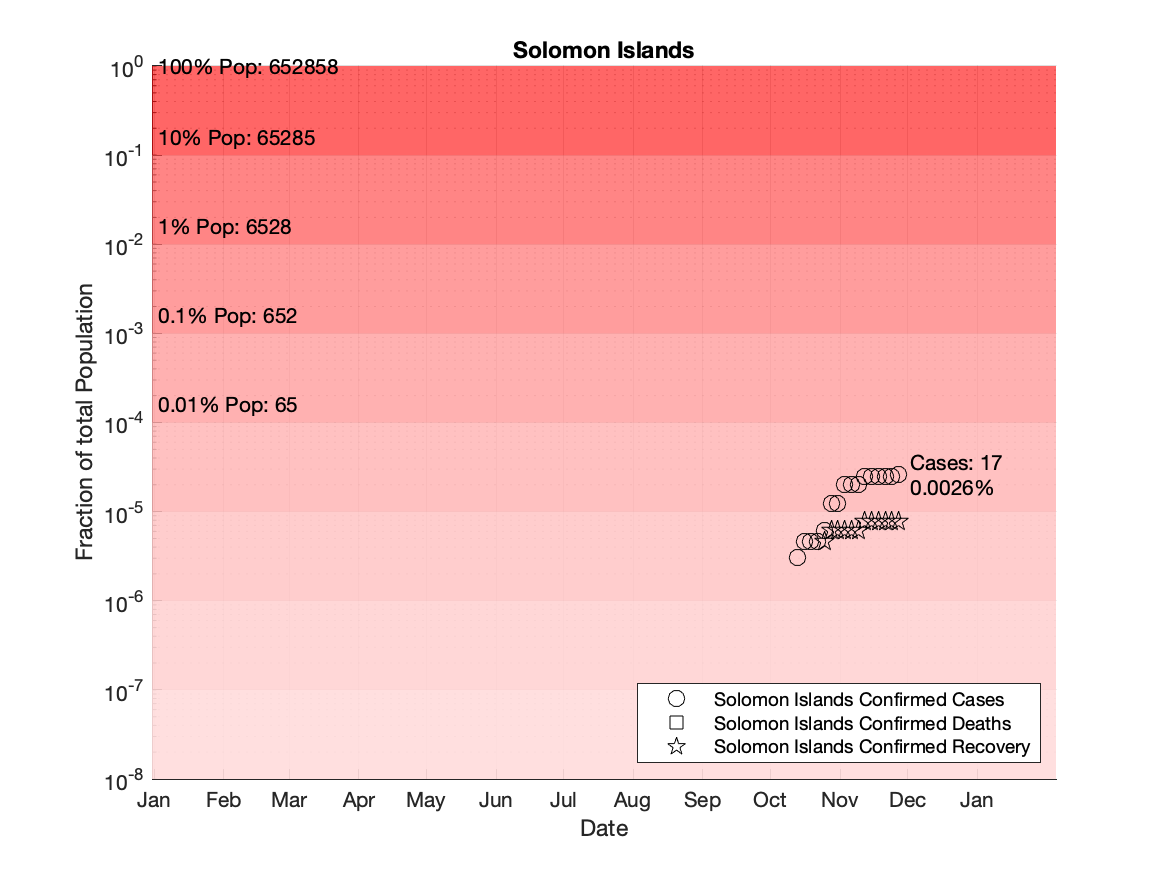 Solomon Islands
10^0
100% Pop: 652858
10% Pop: 65285
10^-1
1% Pop: 6528
10^-2
0.1% Pop: 652
10^-3
0.01% Pop: 65
10^-4
Cases: 17
0.0026%
10^-5
10^-6
10^-7
10^-8
Fraction of total Population
Solomon Islands Confirmed Cases
Solomon Islands Confirmed Deaths
Solomon Islands Confirmed Recovery
Jan Feb Mar Apr May Jun Jul Aug Sep Oct Nov Dec Jan
Date